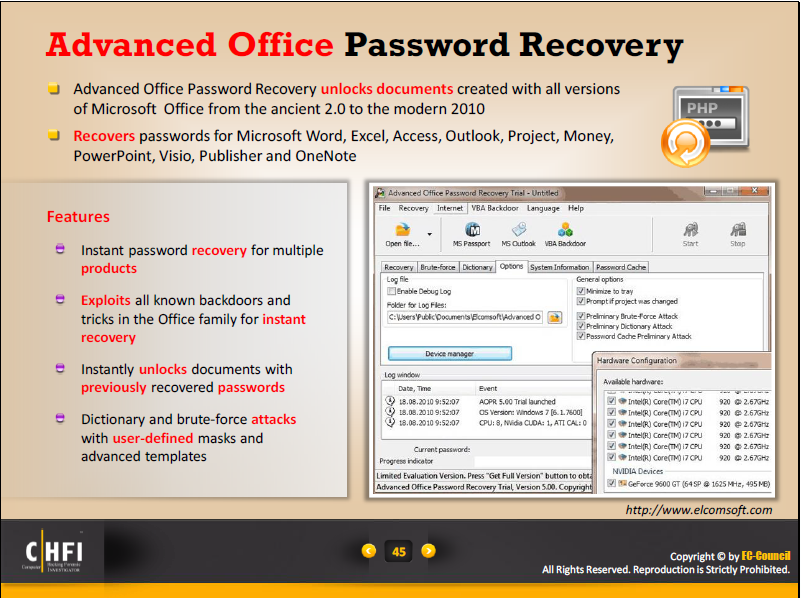 Advanced Office Password Recovery
Advanced Office Password Recovery unlocks documents created with all versions
of Microsoft Office from the ancient 2.0 to the modern 2010
Recovers passwords for Microsoft Word, Excel, Access, Outlook, Project, Money,
PowerPoint, Visio, Publisher and OneNote
PHP
Features
Instant password recovery for multiple
products
Exploits all known backdoors and
tricks in the Office family for instant
recovery
Instantly unlocks documents with
previously recovered passwords
Dictionary and brute-force attacks
with user-defined masks and
advanced templates
Advanced Office Password Recovery Trial - Untitled
File Recovery Internet VBA Backdoor Language Help
Open file... MS Passport MS Outlook VBA Backdoor Start Stop
Recovery Brute-force Dictionary Options System Information Password Cache
Log file
Enable Debug Log
Folder for Log Files:
C:\Users\Public\Documents\Elcomsoft\Advanced O
Device manager
General options
Minimize to tray
Prompt if project was changed
Preliminary Brute-Force Attack
Preliminary Dictionary Attack
Password Cache Preliminary Attack
Log window
Date, Time Event
18.08.2010 9:52:07 AOPR 5.00 Trial launched
18.08.2010 9:52:07 OS Version: Windows 7 [6.1.7600]
18.08.2010 9:52:07 CPU: 8, NVidia CUDA: 1, ATI CAL: 0
Current password:
Progress indicator
Limited Evaluation Version. Press "Get Full Version" button to obta
Advanced Office Password Recovery Trial, Version 5.00. Copyright
Hardware Configuration
Available hardware:
Intel(R) Core(TM) i7 CPU 920 @ 2.67GHz
Intel(R) Core(TM) i7 CPU 920 @ 2.67GHz
Intel(R) Core(TM) i7 CPU 920 @ 2.67GHz
Intel(R) Core(TM) i7 CPU 920 @ 2.67GHz
Intel(R) Core(TM) i7 CPU 920 @ 2.67GHz
Intel(R) Core(TM) i7 CPU 920 @ 2.67GHz
NVIDIA Devices
GeForce 9600 GT (64 SP @ 1625 MHz, 495 MB)
http://www.elcomsoft.com
CHFI
Computer Hacking Forensic
INVESTIGATOR
45
Copyright © by EC-Council
All Rights Reserved. Reproduction is Strictly Prohibited.